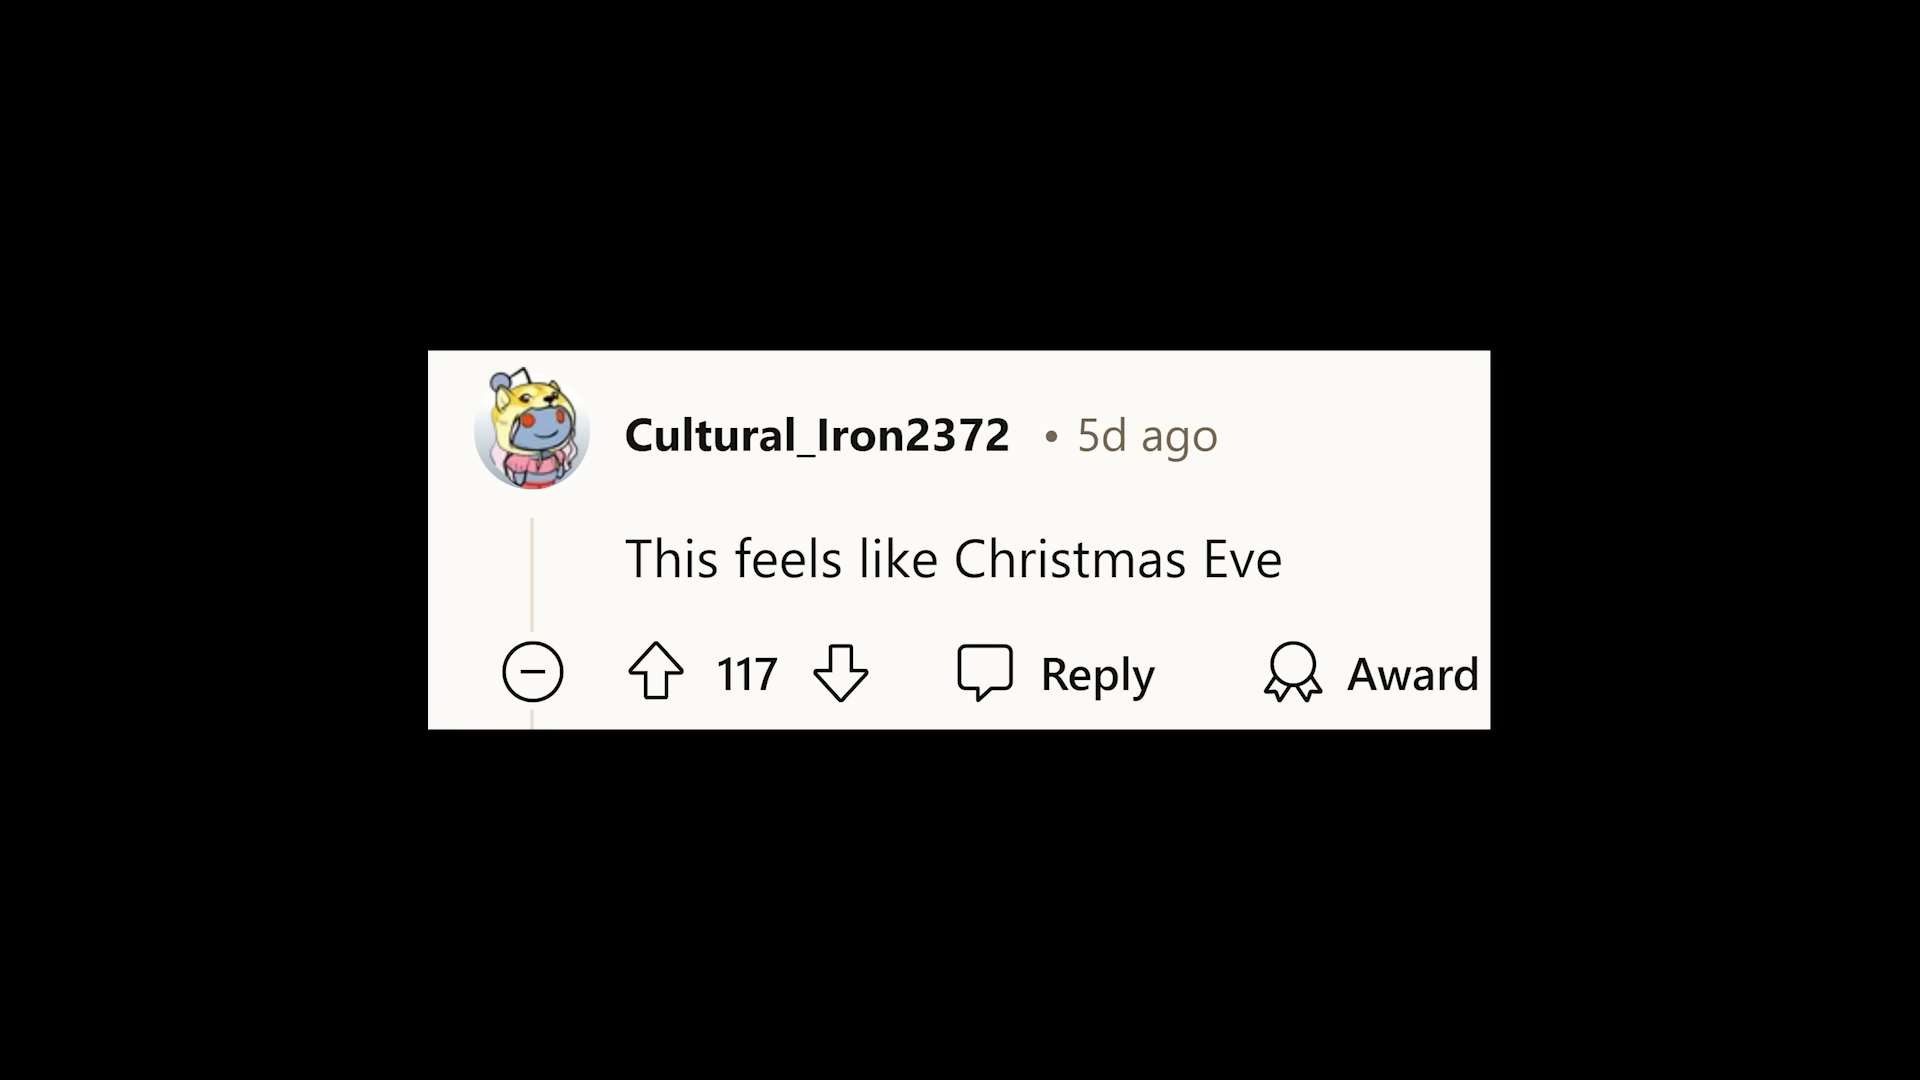 Cultural_Iron2372 • 5d ago
This feels like Christmas Eve
117 Reply Award